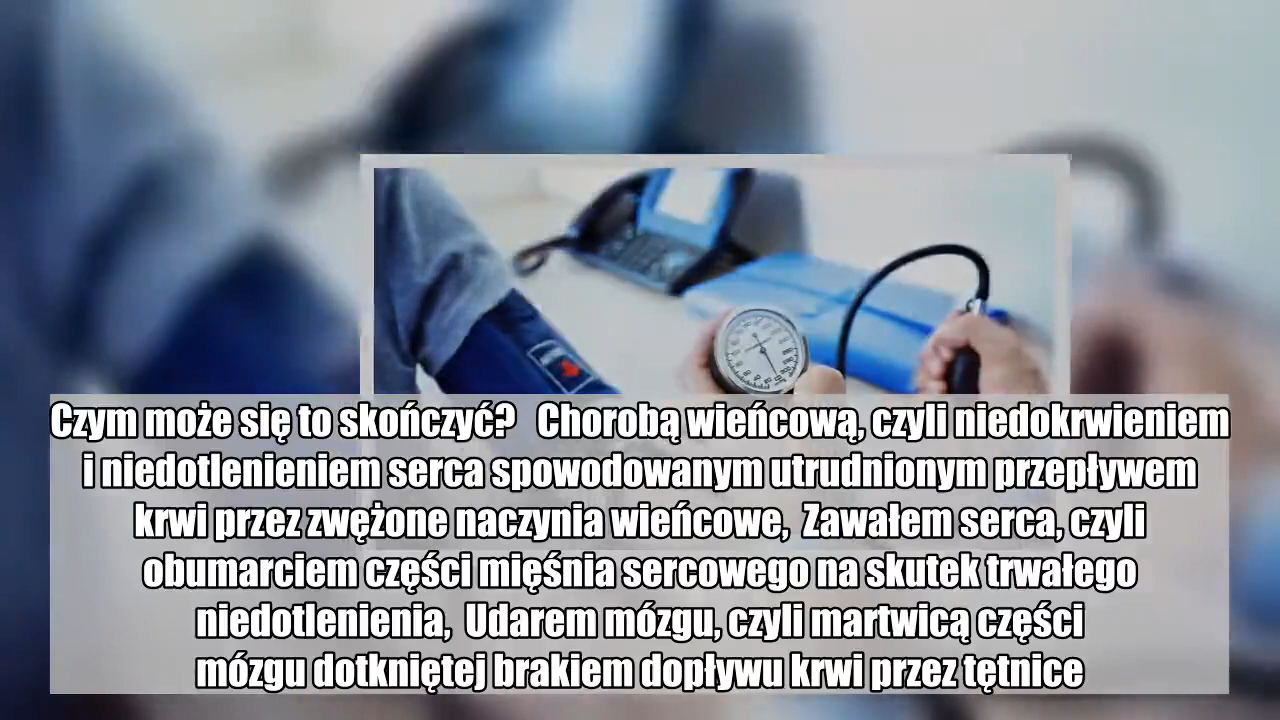 Czym może się to skończyć? Chorobą wieńcową, czyli niedokrwieniem
i niedotlenieniem serca spowodowanym utrudnionym przepływem
krwi przez zwężone naczynia wieńcowe, Zawałem serca, czyli
obumarciem części mięśnia sercowego na skutek trwałego
niedotlenienia, Udarem mózgu, czyli martwicą części
mózgu dotkniętej brakiem dopływu krwi przez tętnice